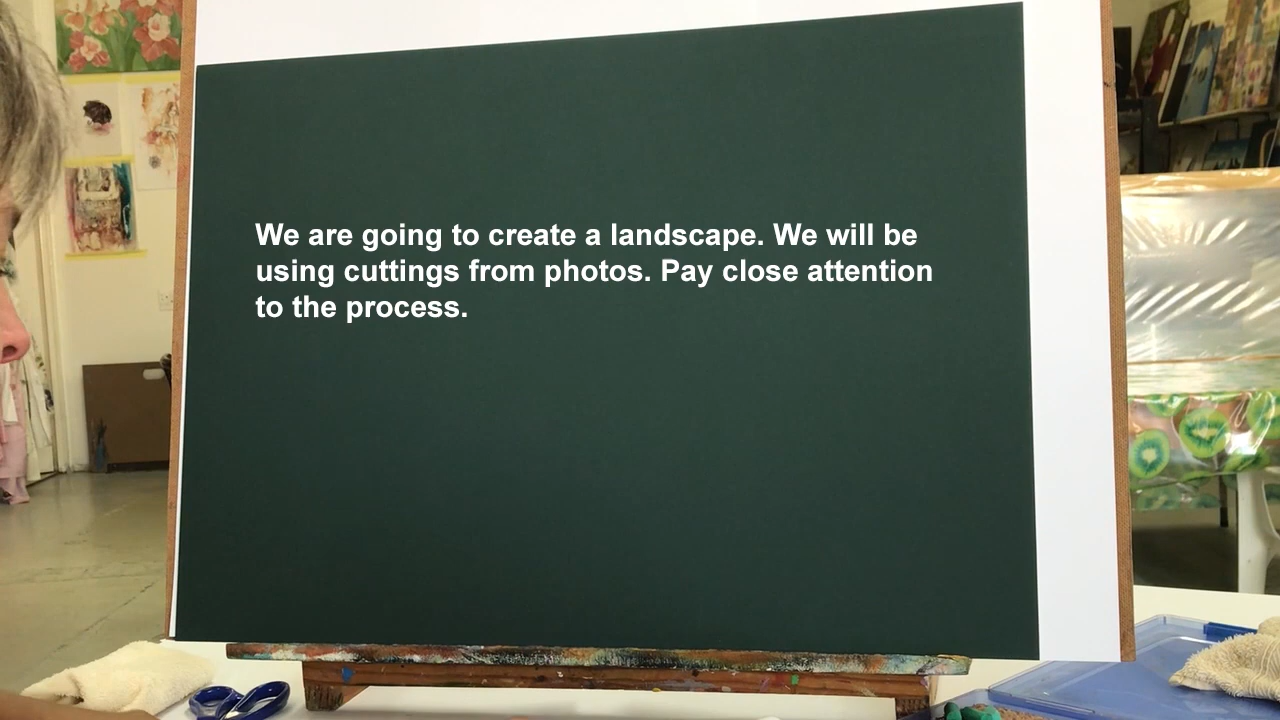 We are going to create a landscape. We will be
using cuttings from photos. Pay close attention
to the process.